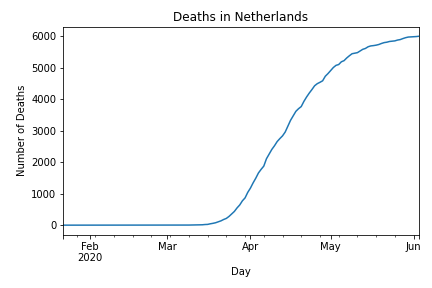 Deaths in Netherlands
6000
5000
4000
3000
2000
1000
0
Number of Deaths
Feb
2020
Mar
Apr
May
Jun
Day